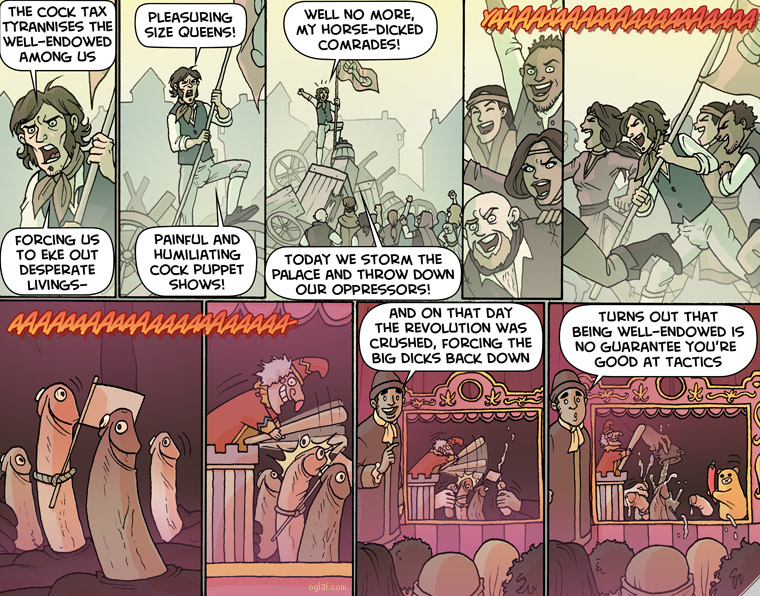 THE COCK TAX
TYRANNISES THE
WELL-ENDOWED
AMONG US
FORCING US
TO EKE OUT
DESPERATE
LIVINGS-
PLEASURING
SIZE QUEENS!
PAINFUL AND
HUMILIATING
COCK PUPPET
SHOWS!
WELL NO MORE,
MY HORSE-DICKED
COMRADES!
TODAY WE STORM THE
PALACE AND THROW DOWN
OUR OPPRESSORS!
AND ON THAT DAY
THE REVOLUTION WAS
CRUSHED, FORCING THE
BIG DICKS BACK DOWN
TURNS OUT THAT
BEING WELL-ENDOWED IS
NO GUARANTEE YOU'RE
GOOD AT TACTICS
oglaf.com